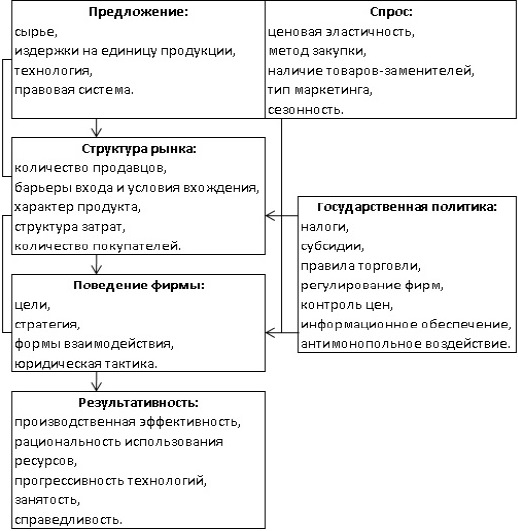 Предложение:
сырье,
издержки на единицу продукции,
технология,
правовая система.
Спрос:
ценовая эластичность,
метод закупки,
наличие товаров-заменителей,
тип маркетинга,
сезонность.
Структура рынка:
количество продавцов,
барьеры входа и условия вхождения,
характер продукта,
структура затрат,
количество покупателей.
Государственная политика:
налоги,
субсидии,
правила торговли,
регулирование фирм,
контроль цен,
информационное обеспечение,
антимонопольное воздействие.
Поведение фирмы:
цели,
стратегия,
формы взаимодействия,
юридическая тактика.
Результативность:
производственная эффективность,
рациональность использования
ресурсов,
прогрессивность технологий,
занятость,
справедливость.